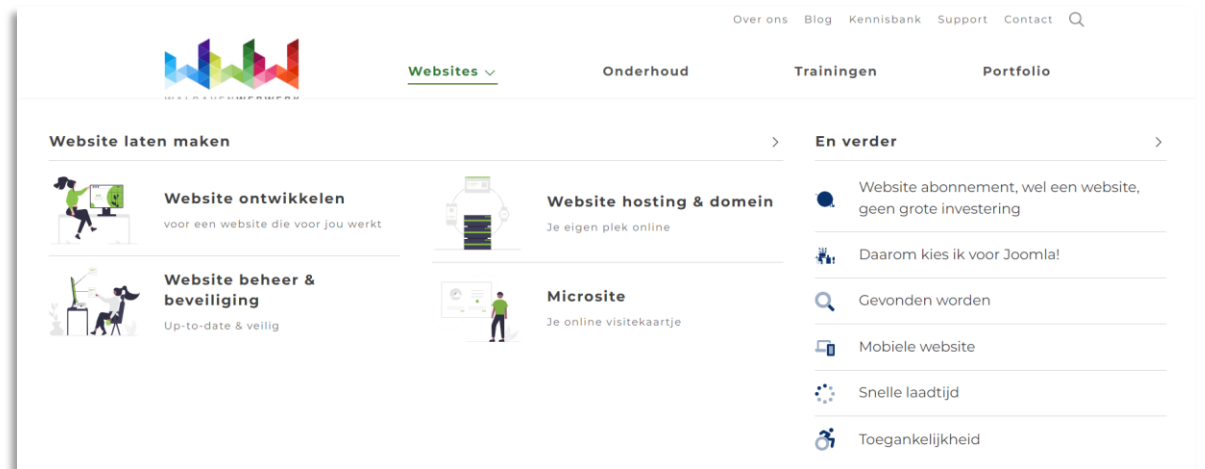 Over ons Blog Kennisbank Support Contact
Websites Onderhoud Trainingen Portfolio
Website laten maken
Website ontwikkelen
voor een website die voor jou werkt
Website hosting & domein
Je eigen plek online
Website beheer &
beveiliging
Up-to-date & veilig
Microsite
Je online visitekaartje
En verder
Website abonnement, wel een website,
geen grote investering
Daarom kies ik voor Joomla!
Gevonden worden
Mobiele website
Snelle laadtijd
Toegankelijkheid